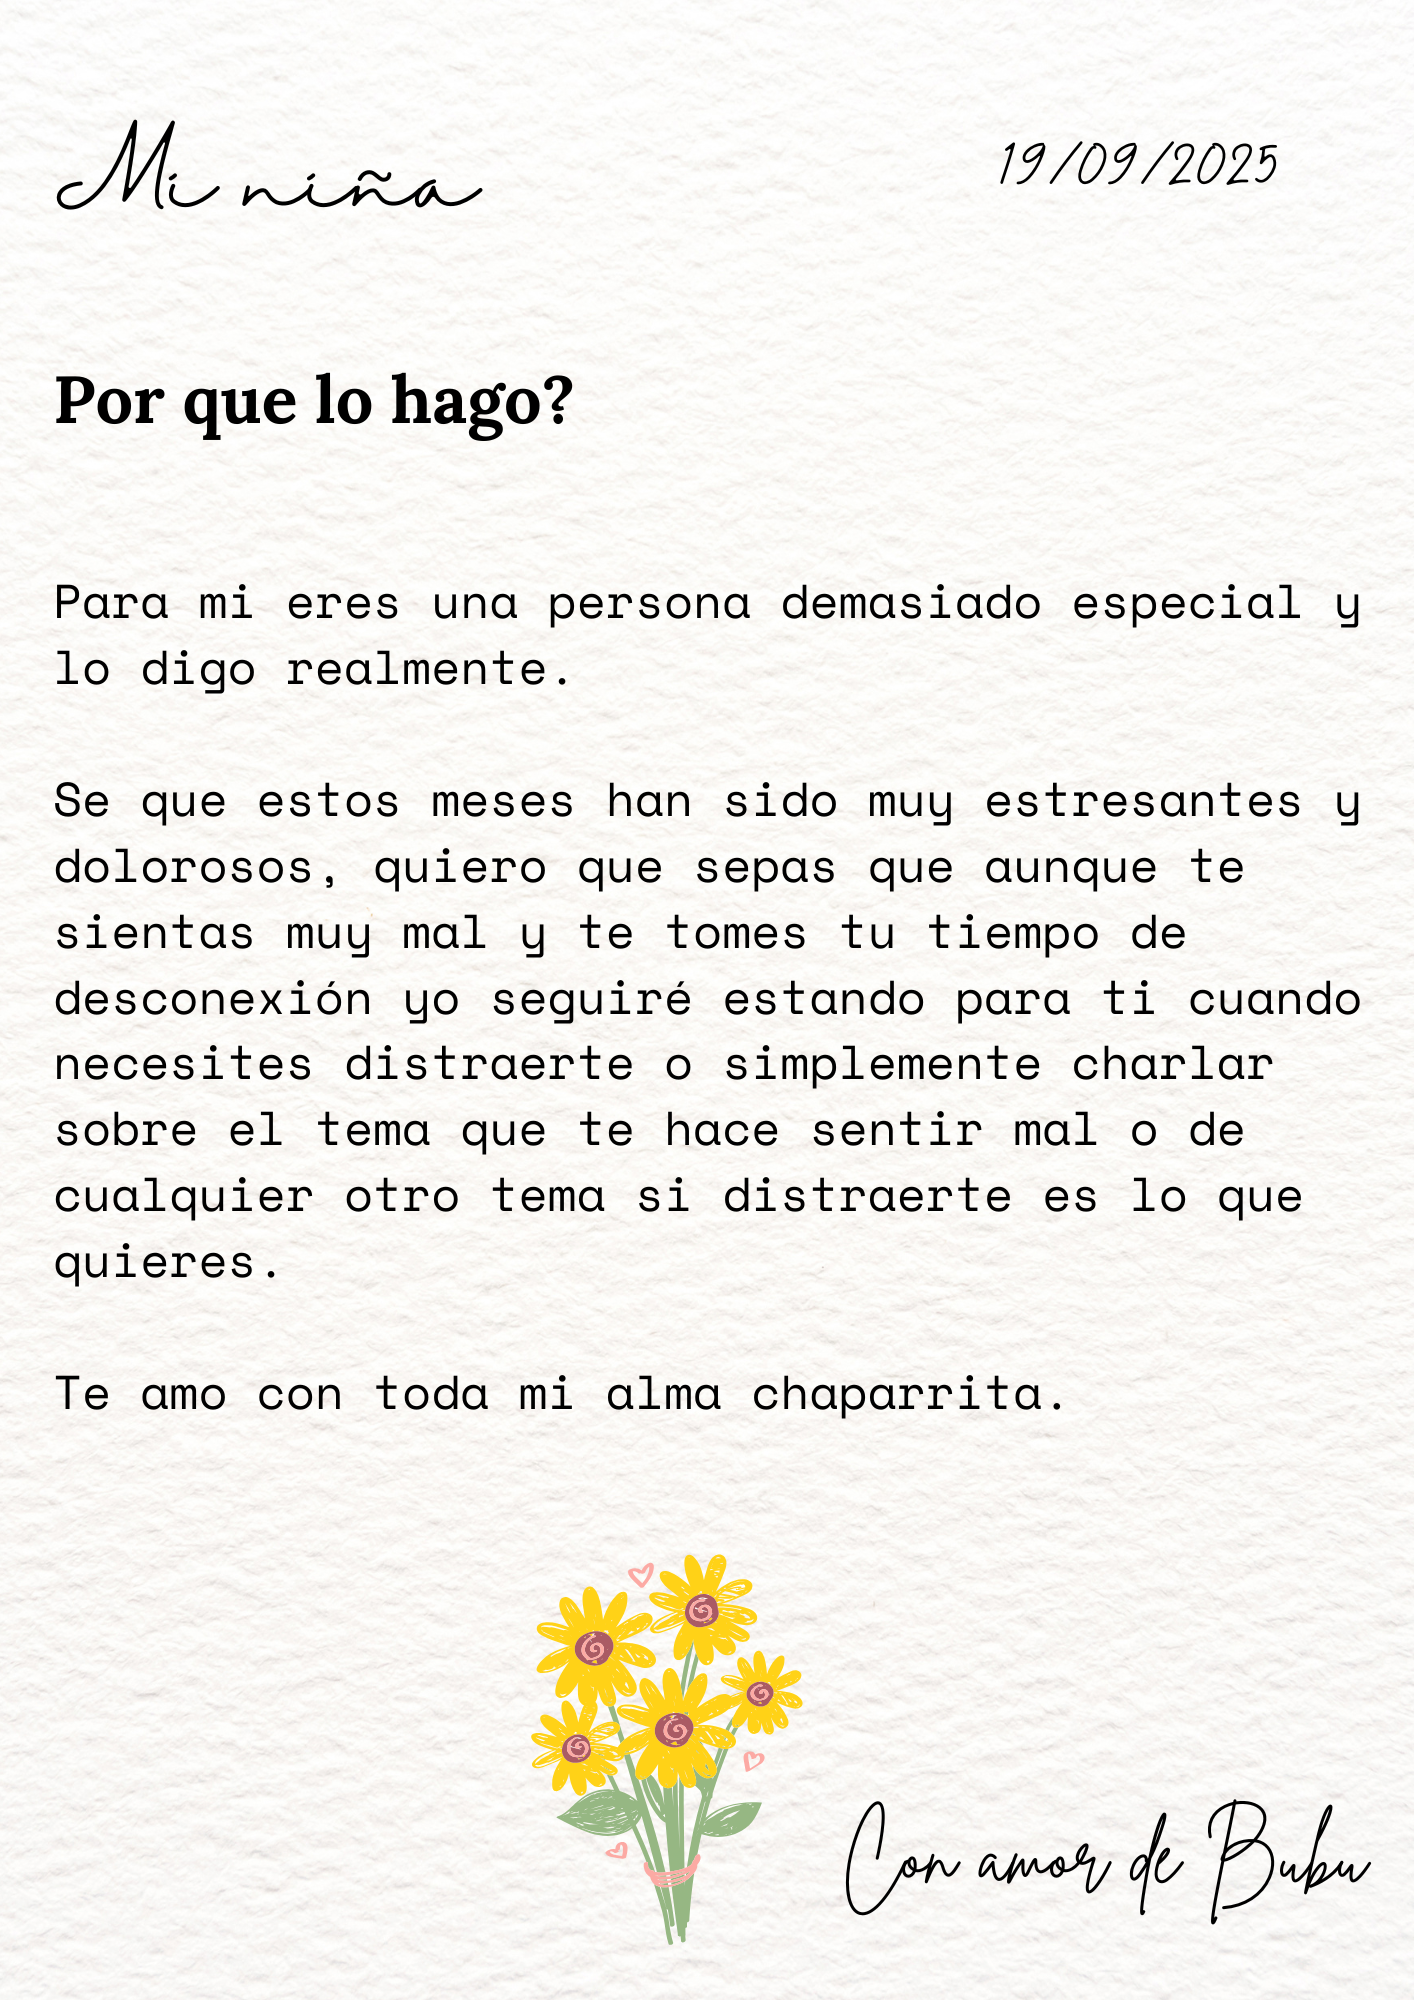 Mi niña
19/09/2025
Por que lo hago?
Para mi eres una persona demasiado especial y
lo digo realmente.
Se que estos meses han sido muy estresantes y
dolorosos, quiero que sepas que aunque te
sientas muy mal y te tomes tu tiempo de
desconexión yo seguiré estando para ti cuando
necesites distraerte o simplemente charlar
sobre el tema que te hace sentir mal o de
cualquier otro tema si distraerte es lo que
quieres.
Te amo con toda mi alma chaparrita.
Con amor de Bubu